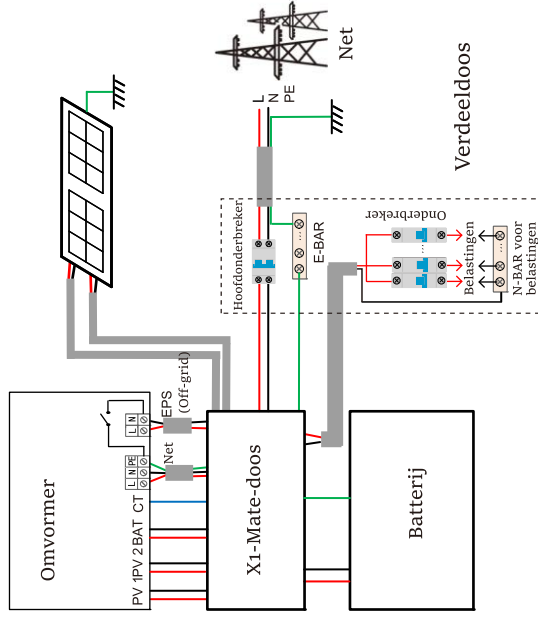 Omvormer
PV 1 PV 2 BAT CT
L N PE
L N
Net
EPS
(Off-grid)
X1-Mate-doos
Hoofdonderbreker
L
N
PE
Net
E-BAR
...
Batterij
Onderbreker
...
Belastingen
...
N-BAR voor
belastingen
Verdeeldoos